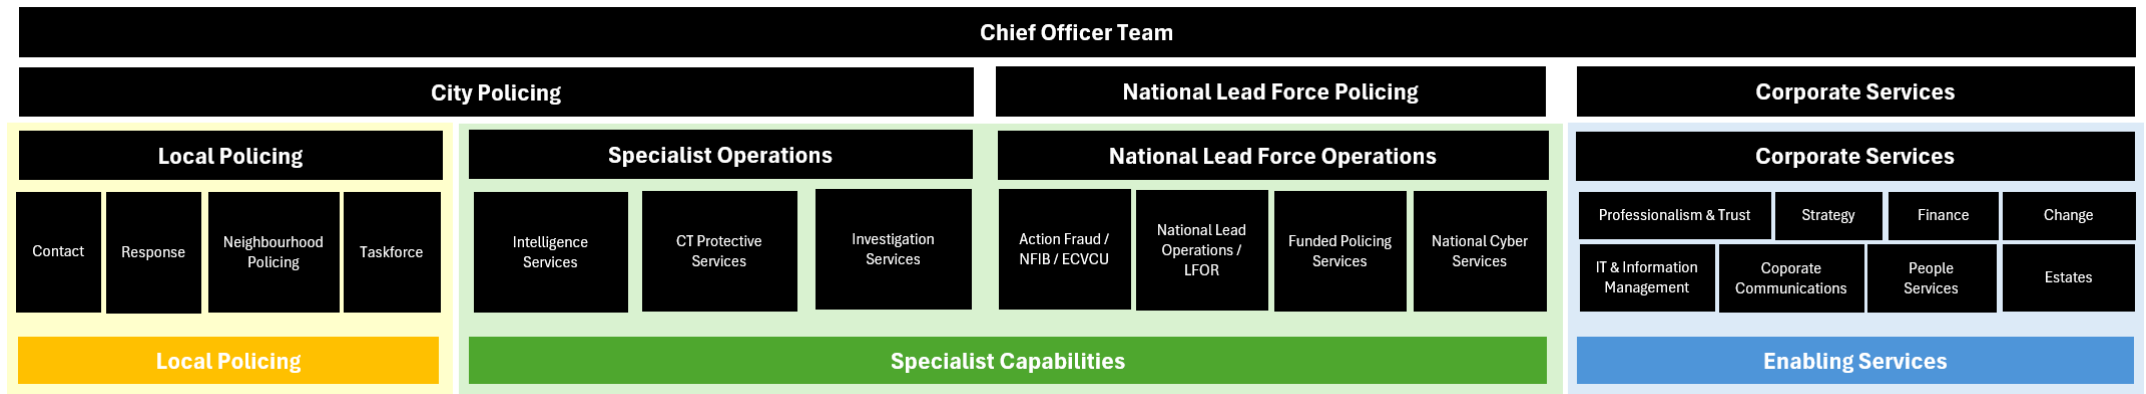 Chief Officer Team
City Policing
National Lead Force Policing
Corporate Services
Local Policing
Specialist Operations
National Lead Force Operations
Corporate Services
Contact
Response
Neighbourhood
Policing
Taskforce
Intelligence
Services
CT Protective
Services
Investigation
Services
Action Fraud /
NFIB / ECVCU
National Lead
Operations /
LFOR
Funded Policing
Services
National Cyber
Services
Professionalism & Trust
Strategy
Finance
Change
IT & Information
Management
Coporate
Communications
People
Services
Estates
Local Policing
Specialist Capabilities
Enabling Services